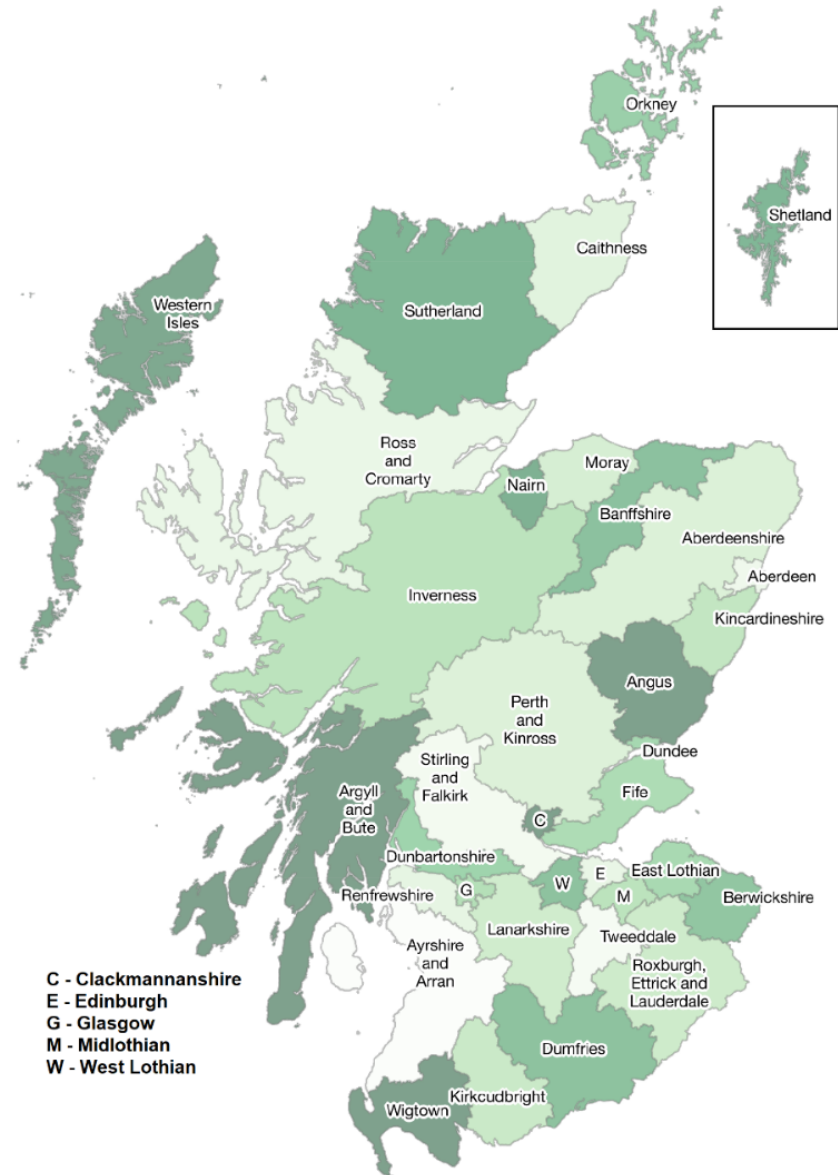 Orkney
Shetland
Caithness
Western
Isles
Sutherland
Ross
and
Cromarty
Moray
Nairn
Banffshire
Aberdeenshire
Aberdeen
Inverness
Kincardineshire
Angus
Perth
and
Kinross
Dundee
Stirling
and
Falkirk
Fife
Argyll
and
Bute
C
Dunbartonshire
E
East Lothian
W
M
Renfrewshire
G
Berwickshire
Lanarkshire
Tweeddale
Ayrshire
and
Arran
Roxburgh,
Ettrick and
Lauderdale
C - Clackmannanshire
E - Edinburgh
G - Glasgow
M - Midlothian
W - West Lothian
Dumfries
Kirkcudbright
Wigtown